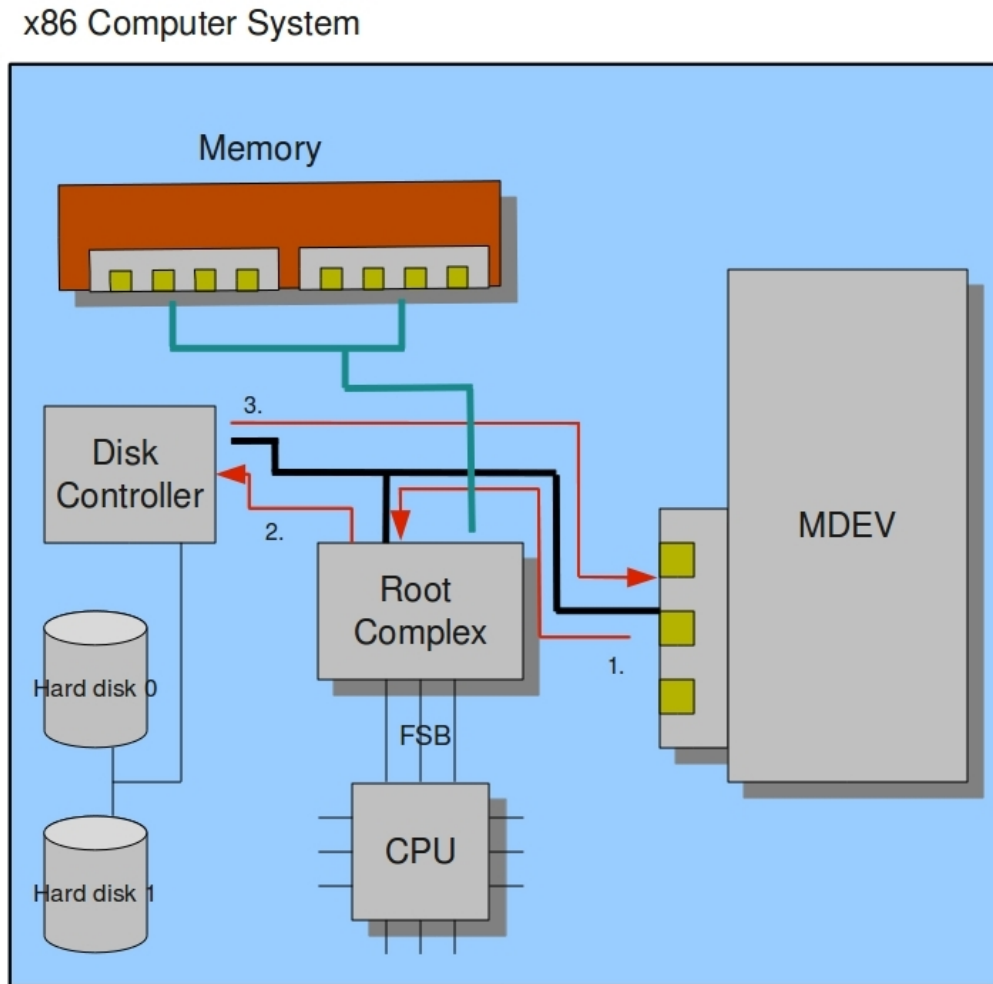 x86 Computer System
Memory
3.
Disk
Controller
2.
MDEV
Root
Complex
1.
Hard disk 0
FSB
CPU
Hard disk 1